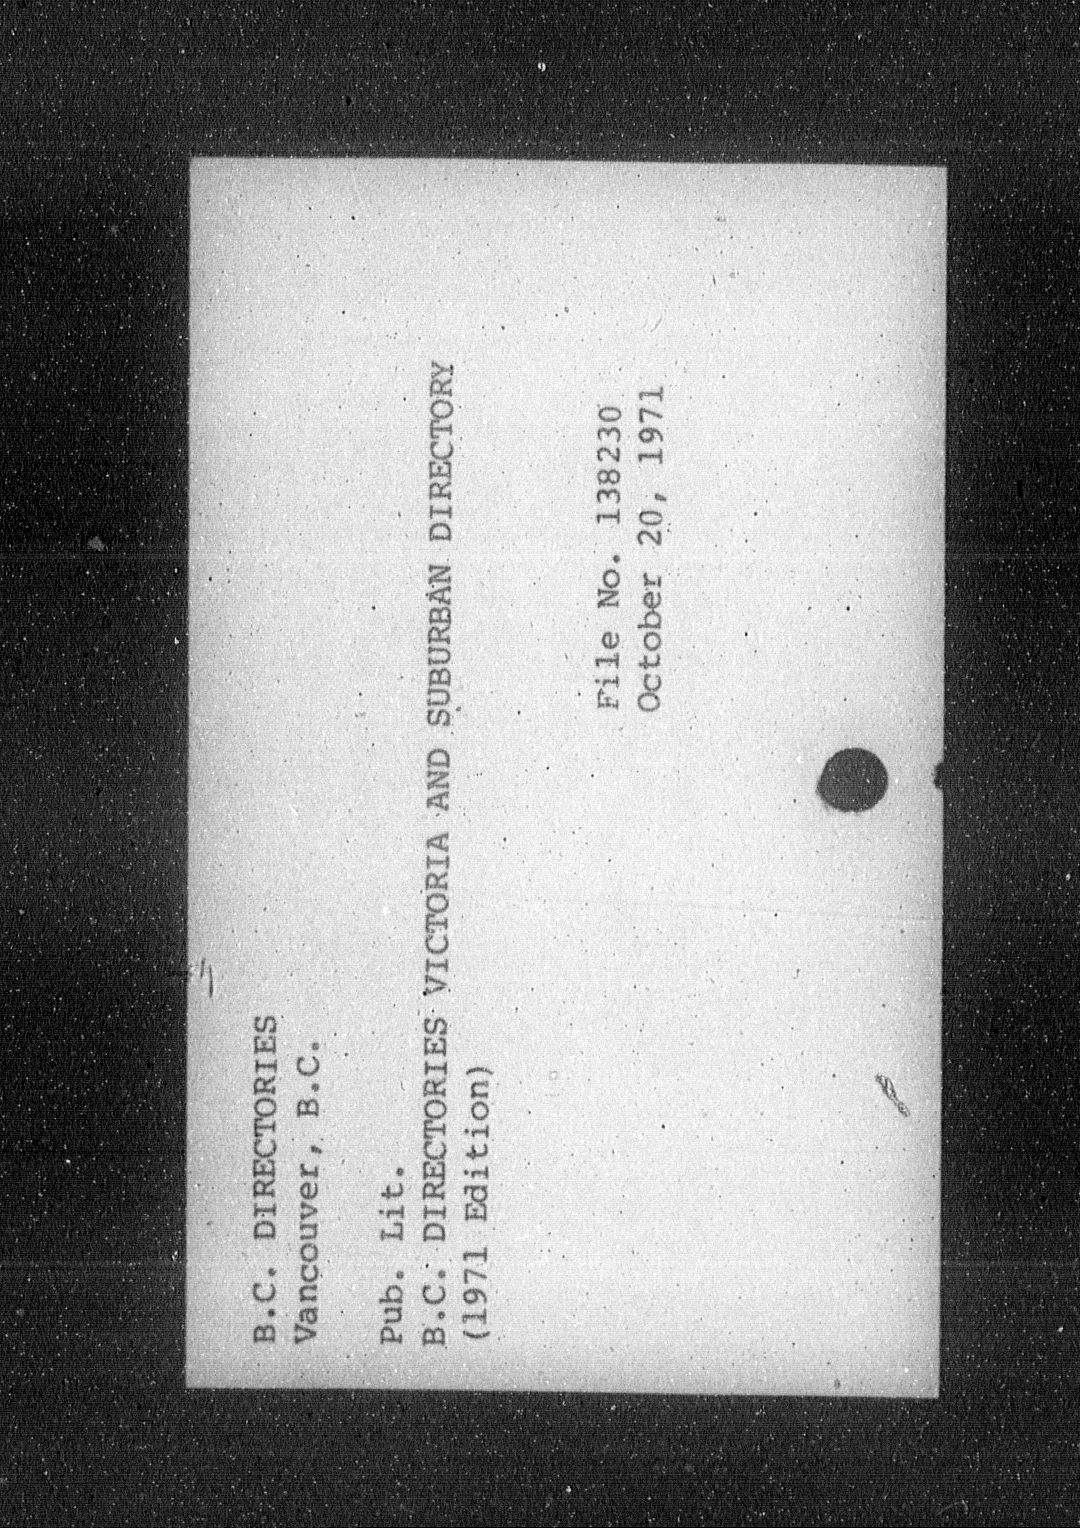 B.C. DIRECTORIES
Vancouver, B.C.
Pub. Lit.
B.C. DIRECTORIES VICTORIA AND SUBURBAN DIRECTORY
(1971 Edition)
File No. 138230
October 20, 1971